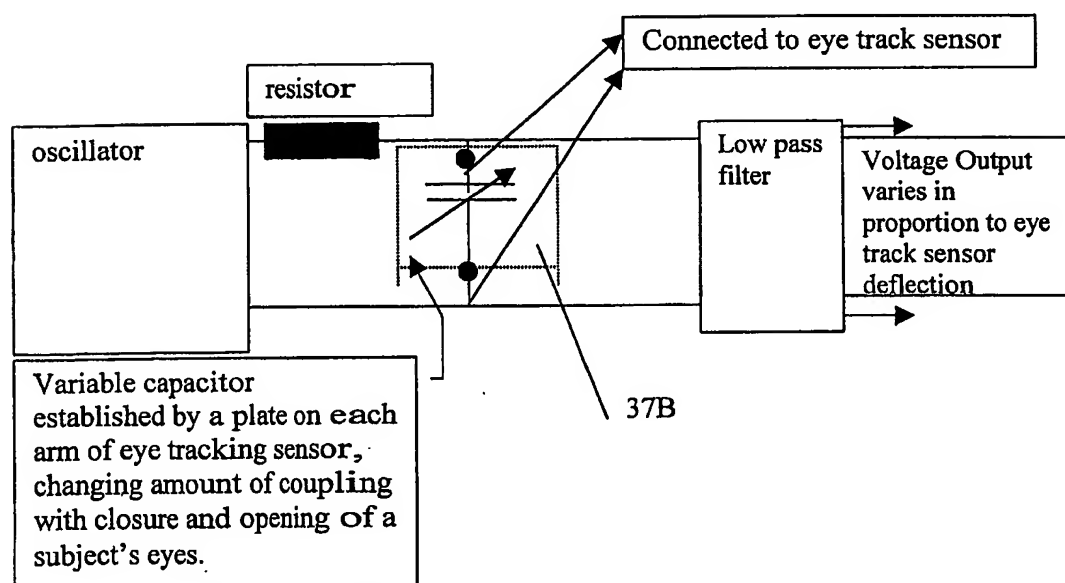 Connected to eye track sensor
resistor
oscillator
Low pass
filter
Voltage Output
varies in
proportion to eye
track sensor
deflection
Variable capacitor
established by a plate on each
arm of eye tracking sensor,
changing amount of coupling
with closure and opening of a
subject's eyes.
37B